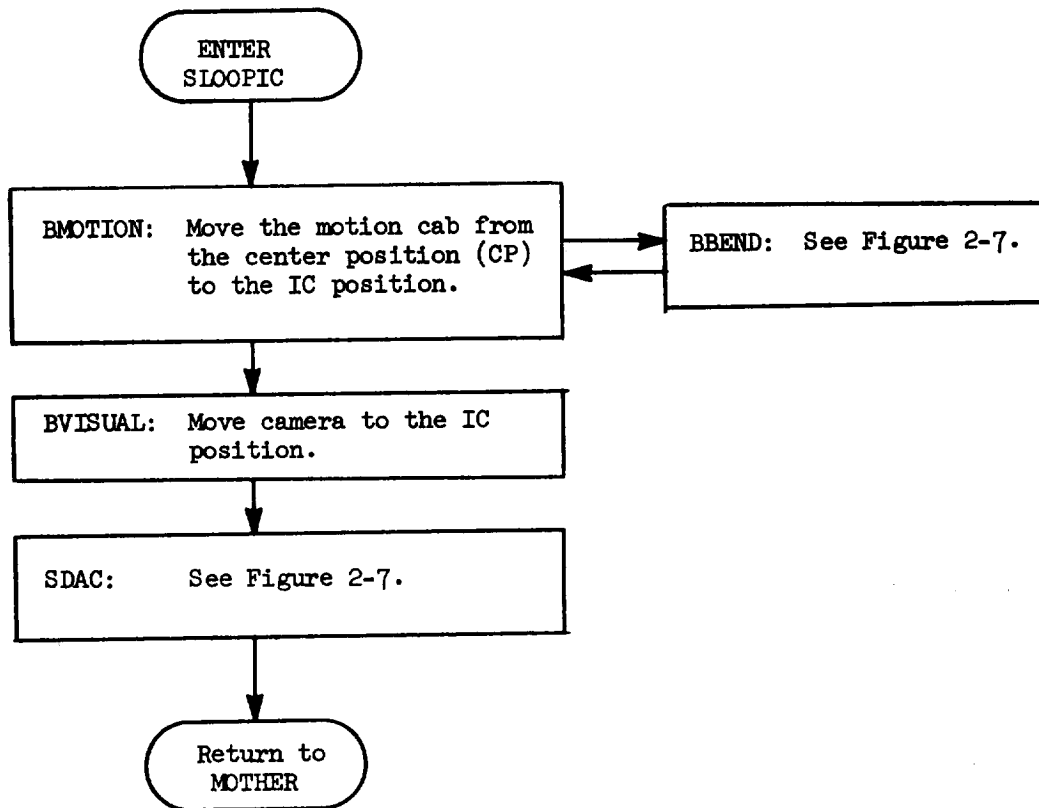 ENTER
SLOOPIC
BMOTION: Move the motion cab from
the center position (CP)
to the IC position.
BBEND: See Figure 2-7.
BVISUAL: Move camera to the IC
position.
SDAC: See Figure 2-7.
Return to
MOTHER